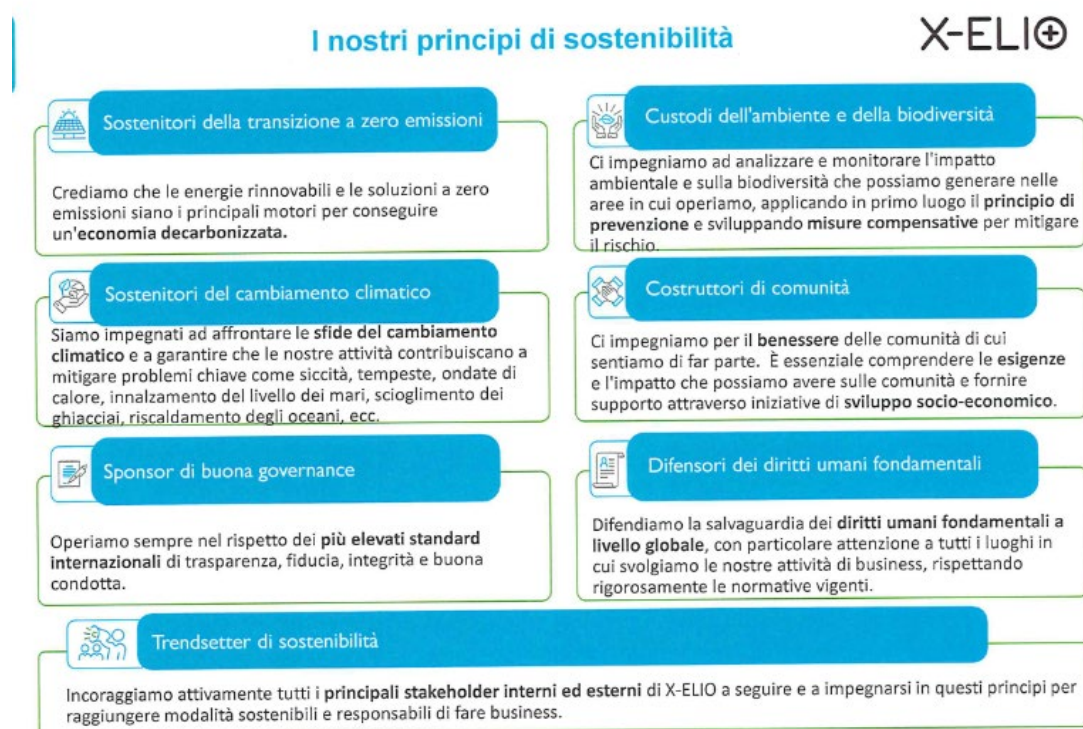 I nostri principi di sostenibilità
X-ELIO
Sostenitori della transizione a zero emissioni
Crediamo che le energie rinnovabili e le soluzioni a zero
emissioni siano i principali motori per conseguire
un'economia decarbonizzata.
Custodi dell'ambiente e della biodiversità
Ci impegniamo ad analizzare e monitorare l'impatto
ambientale e sulla biodiversità che possiamo generare nelle
aree in cui operiamo, applicando in primo luogo il principio di
prevenzione e sviluppando misure compensative per mitigare
il rischio.
Sostenitori del cambiamento climatico
Siamo impegnati ad affrontare le sfide del cambiamento
climatico e a garantire che le nostre attività contribuiscano a
mitigare problemi chiave come siccità, tempeste, ondate di
calore, innalzamento del livello dei mari, scioglimento dei
ghiacciai, riscaldamento degli oceani, ecc.
Costruttori di comunità
Ci impegniamo per il benessere delle comunità di cui
sentiamo di far parte. È essenziale comprendere le esigenze
e l'impatto che possiamo avere sulle comunità e fornire
supporto attraverso iniziative di sviluppo socio-economico.
Sponsor di buona governance
Operiamo sempre nel rispetto dei più elevati standard
internazionali di trasparenza, fiducia, integrità e buona
condotta.
Difensori dei diritti umani fondamentali
Difendiamo la salvaguardia dei diritti umani fondamentali a
livello globale, con particolare attenzione a tutti i luoghi in
cui svolgiamo le nostre attività di business, rispettando
rigorosamente le normative vigenti.
Trendsetter di sostenibilità
Incoraggiamo attivamente tutti i principali stakeholder interni ed esterni di X-ELIO a seguire e a impegnarsi in questi principi per
raggiungere modalità sostenibili e responsabili di fare business.